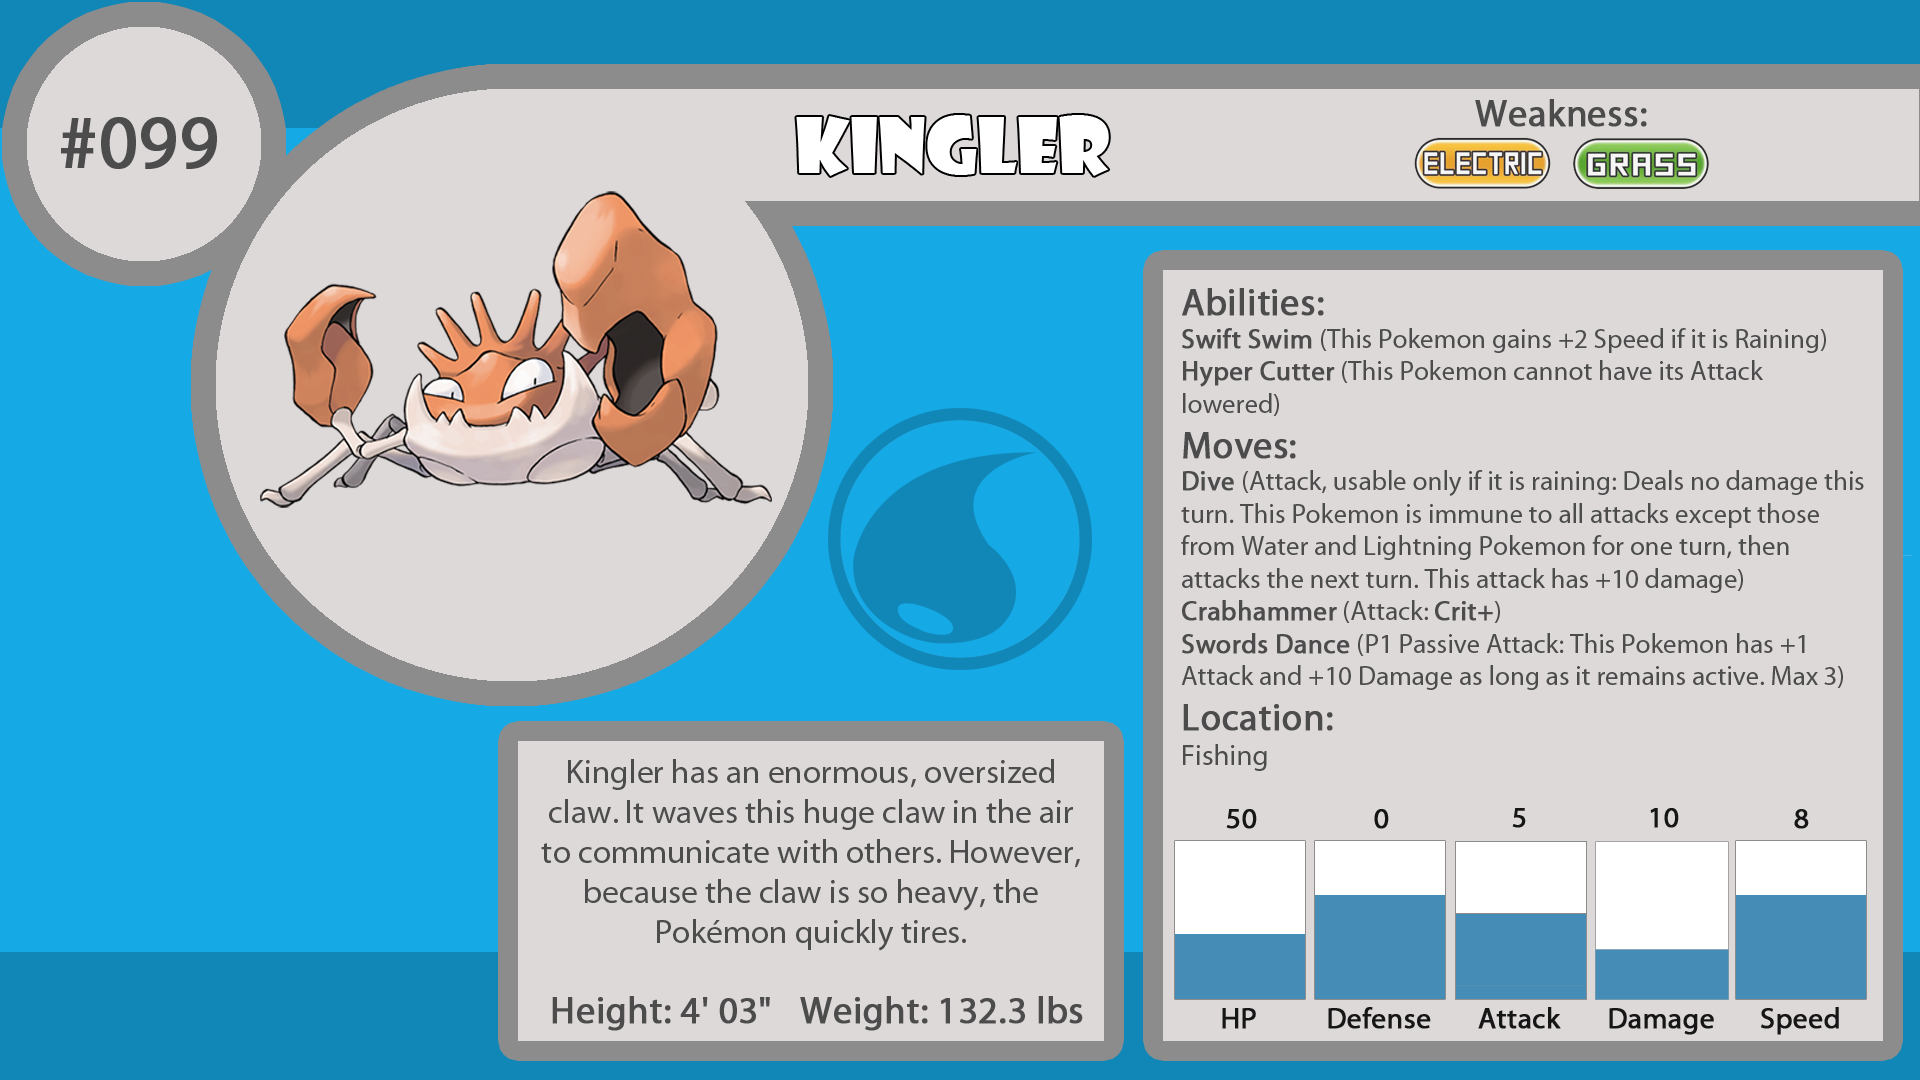 #099
KINGLER
Weakness:
ELECTRIC GRASS
Abilities:
Swift Swim (This Pokemon gains +2 Speed if it is Raining)
Hyper Cutter (This Pokemon cannot have its Attack
lowered)
Moves:
Dive (Attack, usable only if it is raining: Deals no damage this
turn. This Pokemon is immune to all attacks except those
from Water and Lightning Pokemon for one turn, then
attacks the next turn. This attack has +10 damage)
Crabhammer (Attack: Crit+)
Swords Dance (P1 Passive Attack: This Pokemon has +1
Attack and +10 Damage as long as it remains active. Max 3)
Location:
Fishing
50 0 5 10 8
HP Defense Attack Damage Speed
Kingler has an enormous, oversized
claw. It waves this huge claw in the air
to communicate with others. However,
because the claw is so heavy, the
Pokémon quickly tires.
Height: 4' 03" Weight: 132.3 lbs